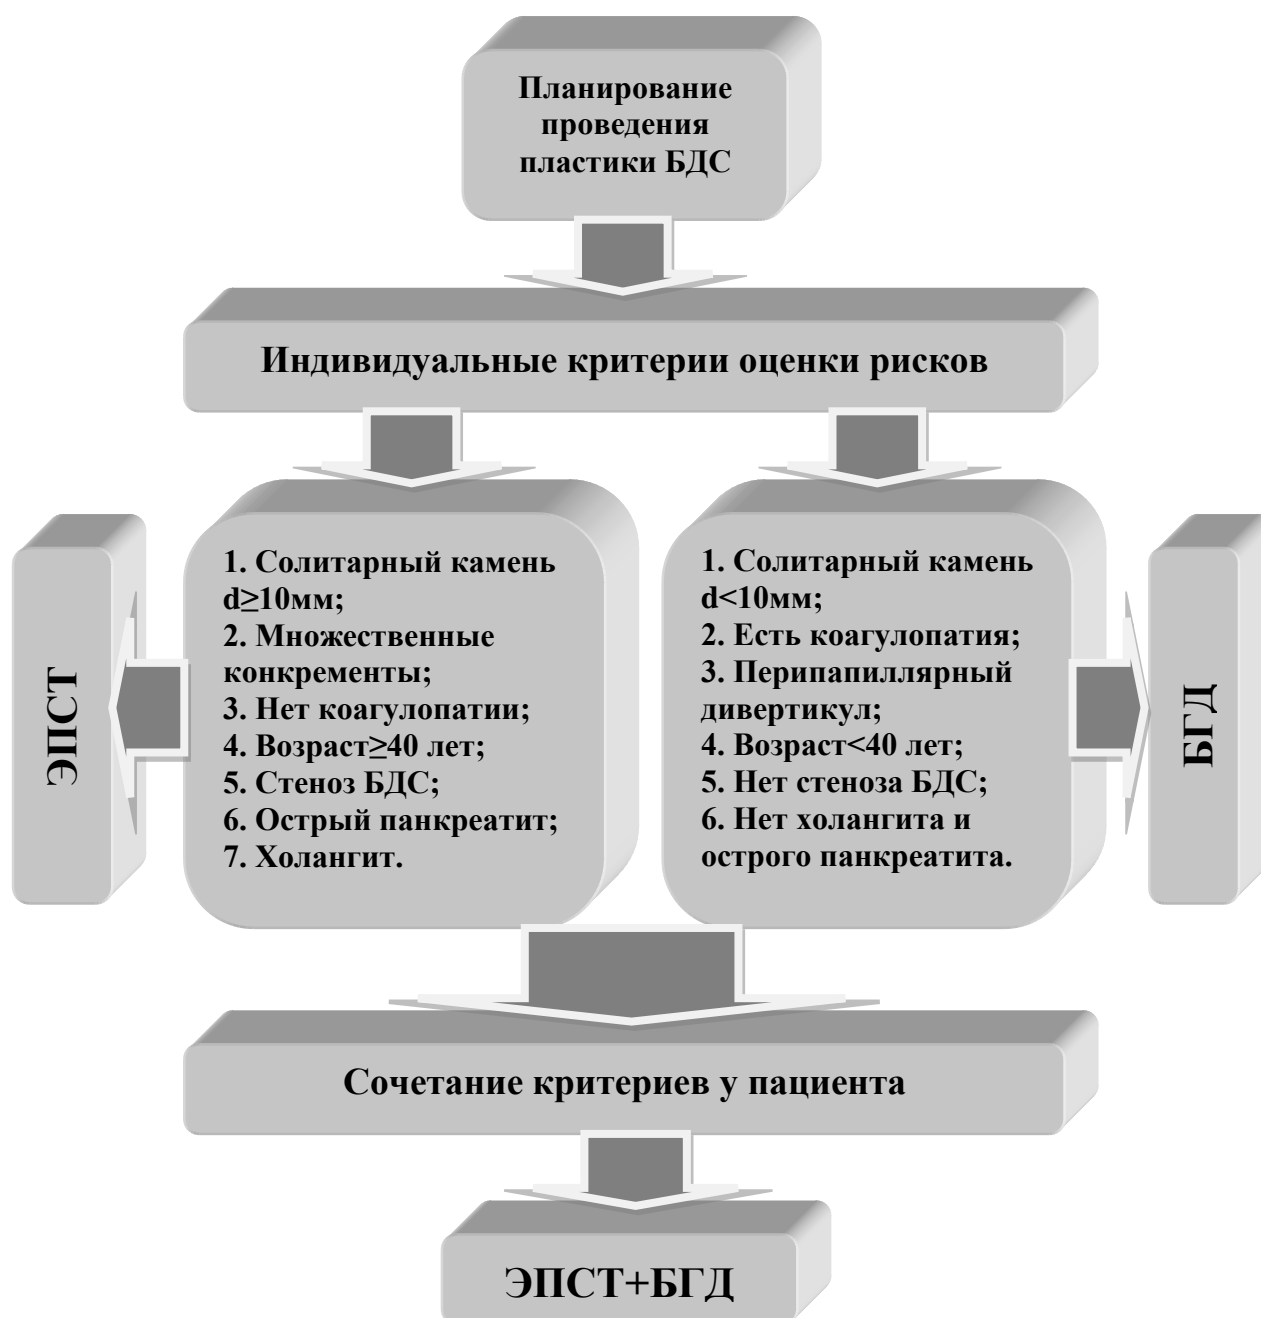 Планирование
проведения
пластики БДС
Индивидуальные критерии оценки рисков
ЭПСТ
1. Солитарный камень
d≥10мм;
2. Множественные
конкременты;
3. Нет коагулопатии;
4. Возраст≥40 лет;
5. Стеноз БДС;
6. Острый панкреатит;
7. Холангит.
1. Солитарный камень
d<10мм;
2. Есть коагулопатия;
3. Перипапиллярный
дивертикул;
4. Возраст<40 лет;
5. Нет стеноза БДС;
6. Нет холангита и
острого панкреатита.
БГД
Сочетание критериев у пациента
ЭПСТ+БГД